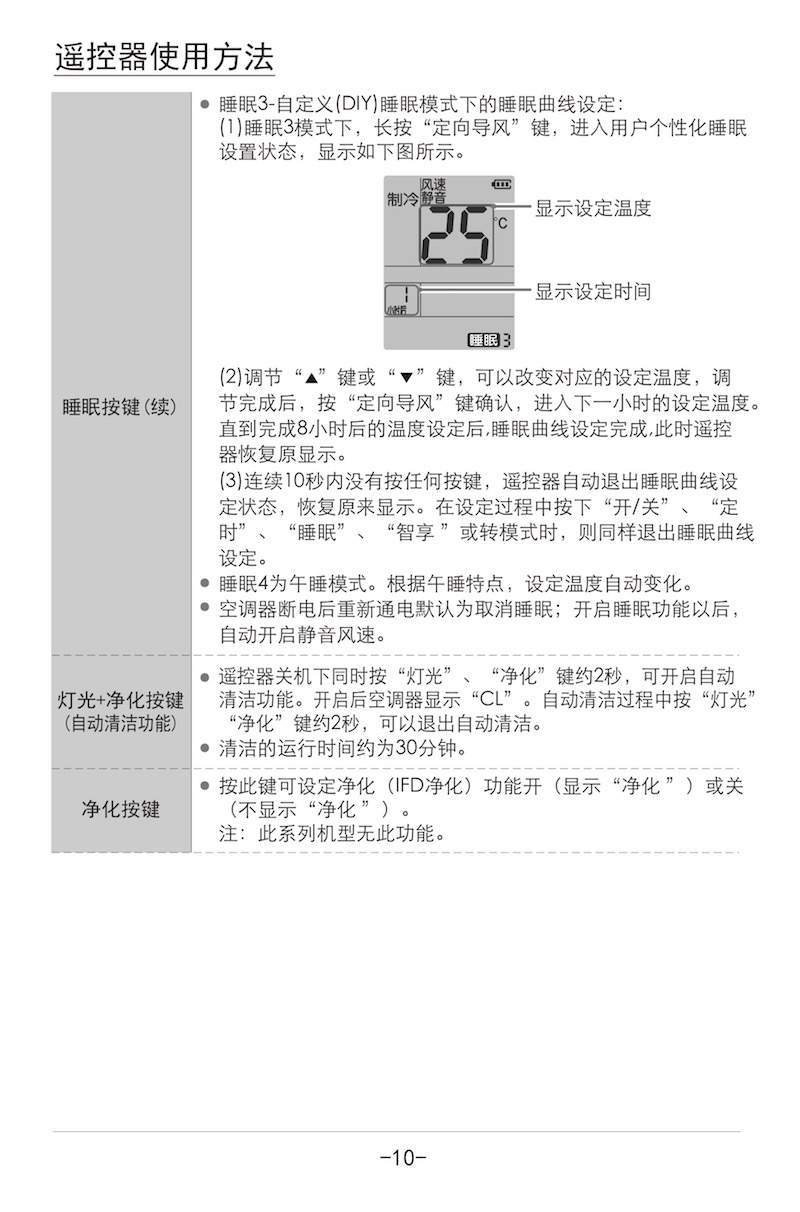 遥控器使用方法
睡眠按键(续)
● 睡眠3-自定义(DIY)睡眠模式下的睡眠曲线设定：
(1)睡眠3模式下，长按“定向导风”键，进入用户个性化睡眠
设置状态，显示如下图所示。
风速
制冷 静音
25 °C
显示设定温度
1
小时后
显示设定时间
睡眠 3
(2)调节“▲”键或“▼”键，可以改变对应的设定温度，调
节完成后，按“定向导风”键确认，进入下一小时的设定温度。
直到完成8小时后的温度设定后,睡眠曲线设定完成,此时遥控
器恢复原显示。
(3)连续10秒内没有按任何按键，遥控器自动退出睡眠曲线设
定状态，恢复原来显示。在设定过程中按下“开/关”、“定
时”、“睡眠”、“智享 ”或转模式时，则同样退出睡眠曲线
设定。
● 睡眠4为午睡模式。根据午睡特点，设定温度自动变化。
● 空调器断电后重新通电默认为取消睡眠；开启睡眠功能以后，
自动开启静音风速。
灯光+净化按键
(自动清洁功能)
● 遥控器关机下同时按“灯光”、“净化”键约2秒，可开启自动
清洁功能。开启后空调器显示“CL”。自动清洁过程中按“灯光”
“净化”键约2秒，可以退出自动清洁。
● 清洁的运行时间约为30分钟。
净化按键
● 按此键可设定净化（IFD净化）功能开（显示“净化 ”）或关
（不显示“净化 ”）。
注：此系列机型无此功能。
-10-